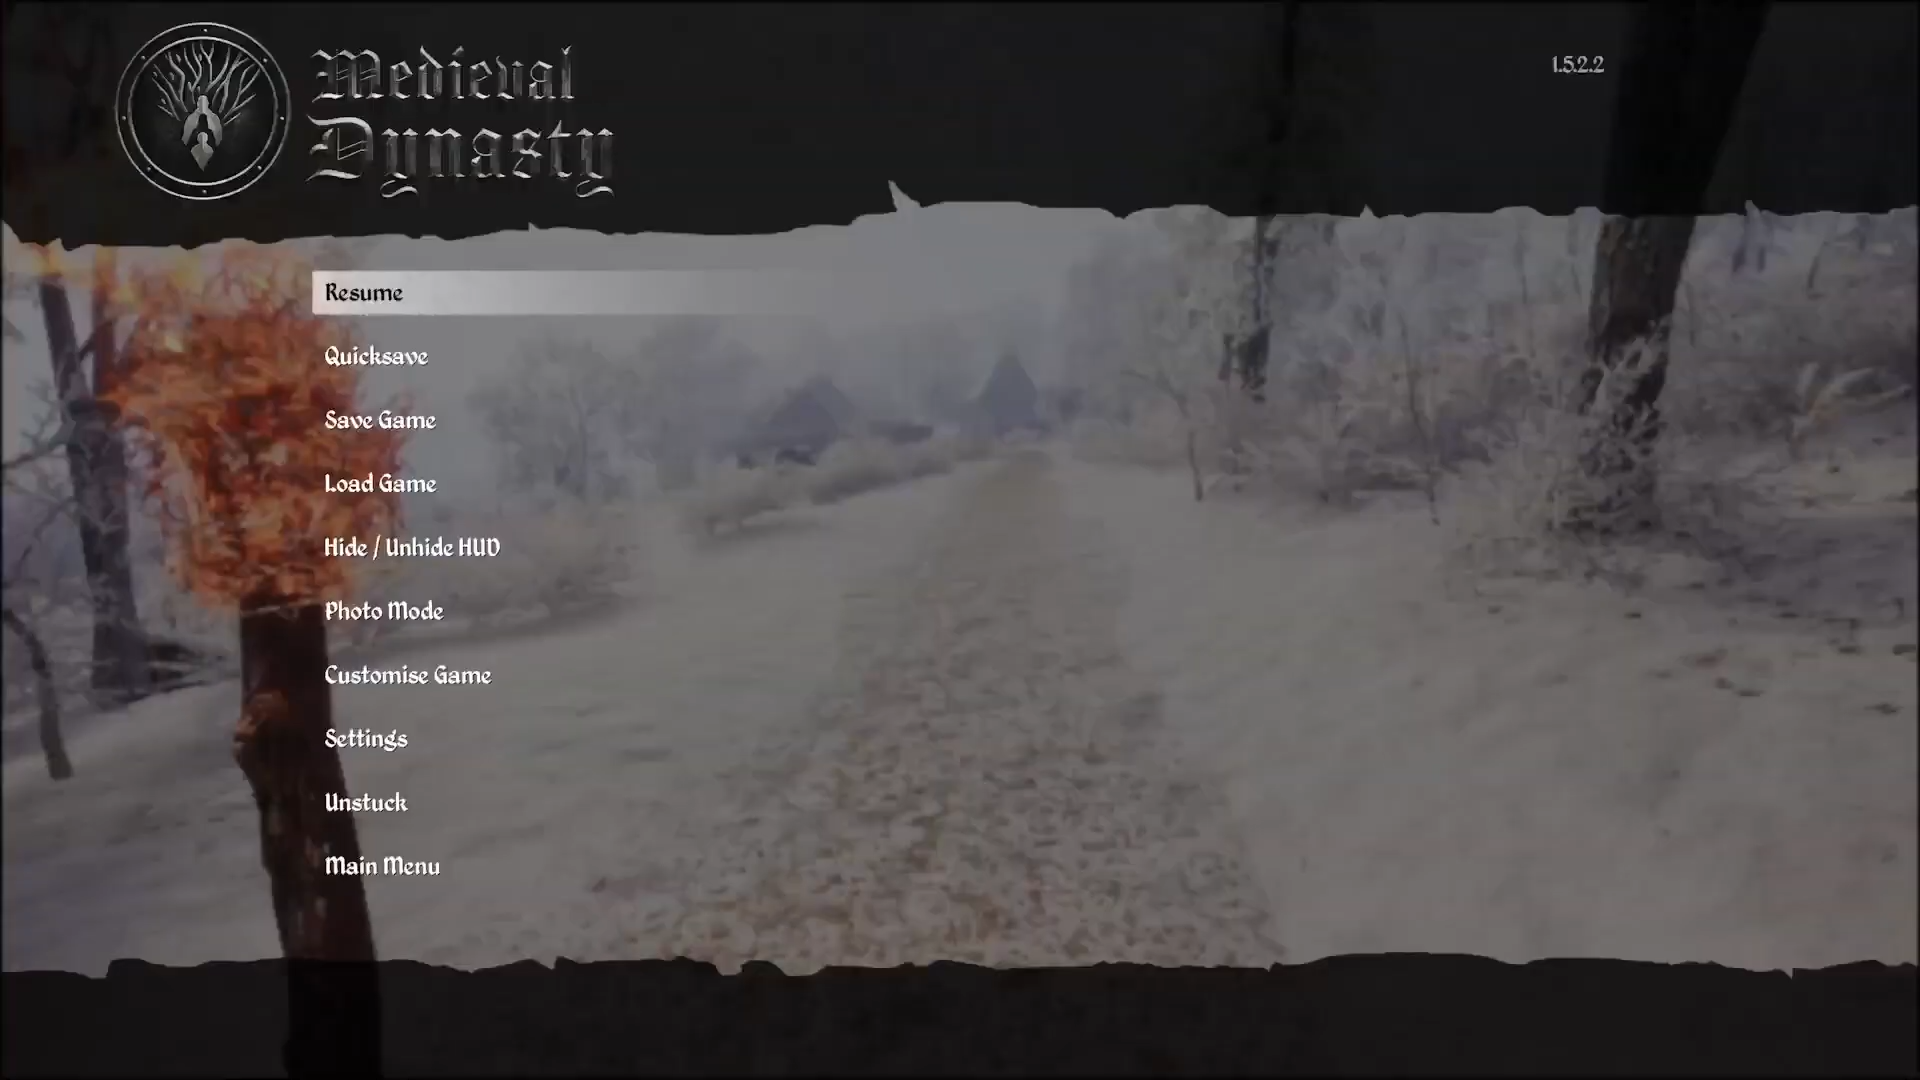 Medieval
Dynasty
1.5.2.2
Resume
Quicksave
Save Game
Load Game
Hide / Unhide HUD
Photo Mode
Customise Game
Settings
Unstuck
Main Menu